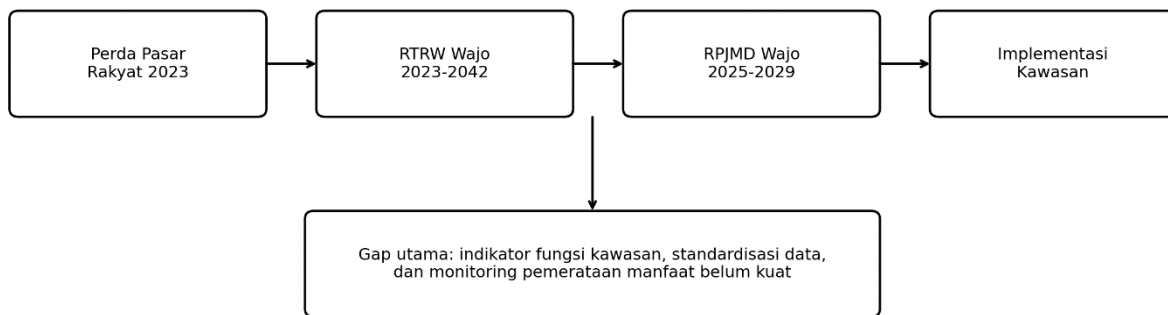 Perda Pasar
Rakyat 2023
RTRW Wajo
2023-2042
RPJMD Wajo
2025-2029
Implementasi
Kawasan
Gap utama: indikator fungsi kawasan, standardisasi data,
dan monitoring pemerataan manfaat belum kuat